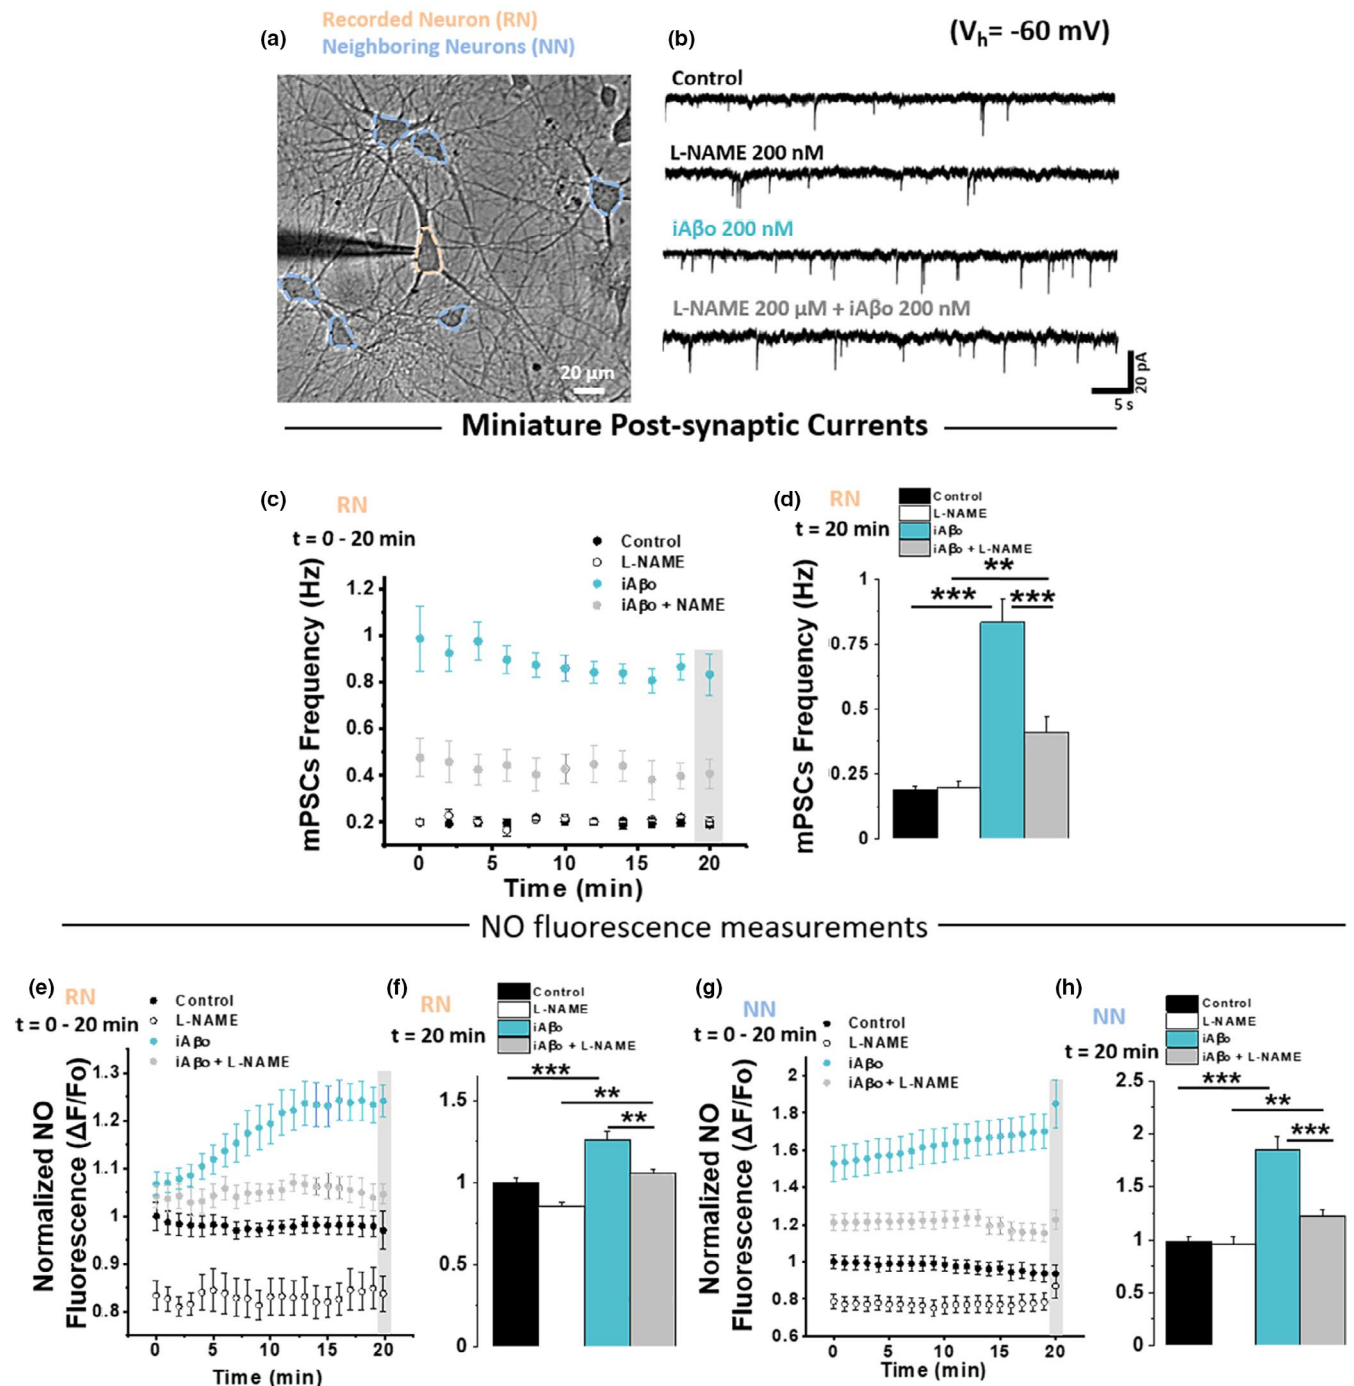 (a)
Recorded Neuron (RN)
Neighboring Neurons (NN)
20 µm
(b)
(Vh= -60 mV)
Control
L-NAME 200 nM
iAβo 200 nM
L-NAME 200 µM + iAβo 200 nM
20 pA
5 s
Miniature Post-synaptic Currents
(c)
RN
t = 0 - 20 min
Control
L-NAME
iAβo
iAβo + NAME
mPSCs Frequency (Hz)
1.2
1
0.8
0.6
0.4
0.2
0
5
10
15
20
Time (min)
(d)
RN
t = 20 min
Control
L-NAME
iAβo
iAβo + L-NAME
mPSCs Frequency (Hz)
1
0.75
0.5
0.25
0
***
**
***
NO fluorescence measurements
(e)
RN
t = 0 - 20 min
Control
L-NAME
iAβo
iAβo + L-NAME
Normalized NO
Fluorescence (ΔF/Fo)
1.3
1.2
1.1
1
0.9
0.8
0
5
10
15
20
Time (min)
(f)
RN
t = 20 min
Control
L-NAME
iAβo
iAβo + L-NAME
1.5
1
0.5
0
***
**
**
(g)
NN
t = 0 - 20 min
Control
L-NAME
iAβo
iAβo + L-NAME
Normalized NO
Fluorescence (ΔF/Fo)
2
1.8
1.6
1.4
1.2
1
0.8
0.6
0
5
10
15
20
Time (min)
(h)
NN
t = 20 min
Control
L-NAME
iAβo
iAβo + L-NAME
2.5
2
1.5
1
0.5
0
***
**
***